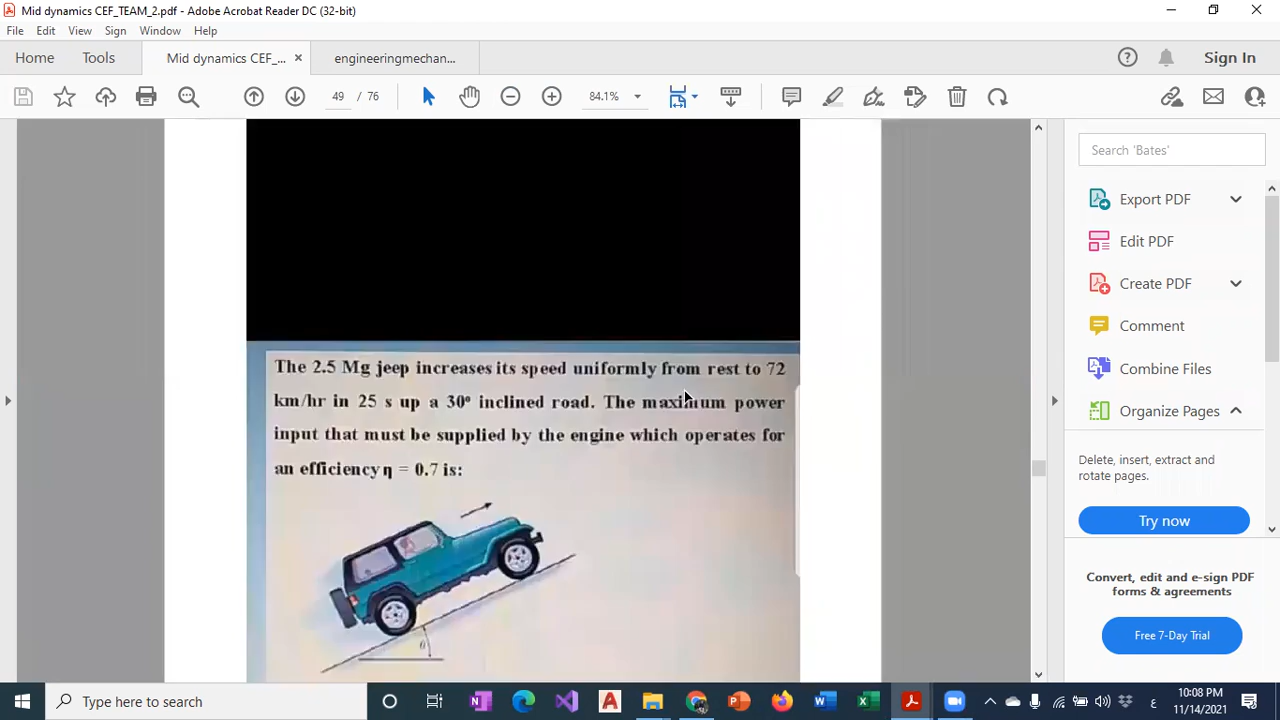 Mid dynamics CEF_TEAM_2.pdf - Adobe Acrobat Reader DC (32-bit)
File Edit View Sign Window Help
Home Tools Mid dynamics CEF_... × engineeringmechan... Sign In
49 / 76 84.1%
Search 'Bates'
Export PDF
Edit PDF
Create PDF
Comment
Combine Files
Organize Pages
Delete, insert, extract and
rotate pages.
Try now
Convert, edit and e-sign PDF
forms & agreements
Free 7-Day Trial
The 2.5 Mg jeep increases its speed uniformly from rest to 72
km/hr in 25 s up a 30° inclined road. The maximum power
input that must be supplied by the engine which operates for
an efficiency η = 0.7 is:
θ
Type here to search
ع
10:08 PM
11/14/2021